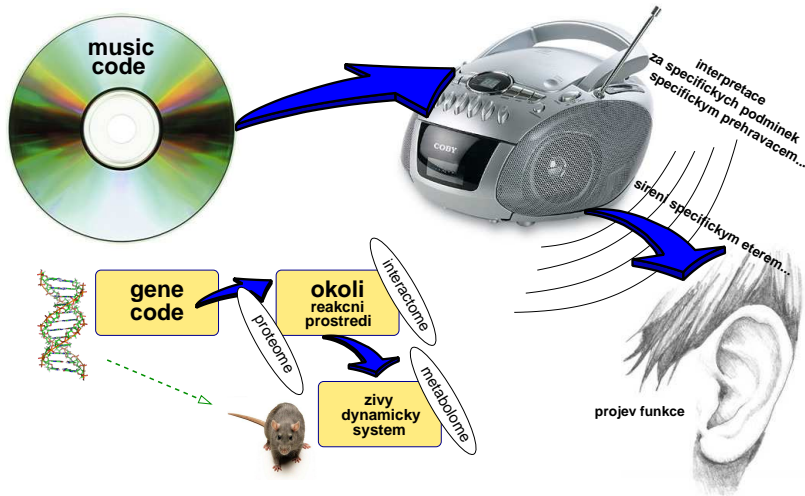 music
code
COBY
interpretace
za specifickych podminek
specifickym prehravacem...
sireni specifickym eterem...
gene
code
okoli
reakcni
prostredi
interactome
proteome
zivy
dynamicky
system
metabolome
projev funkce